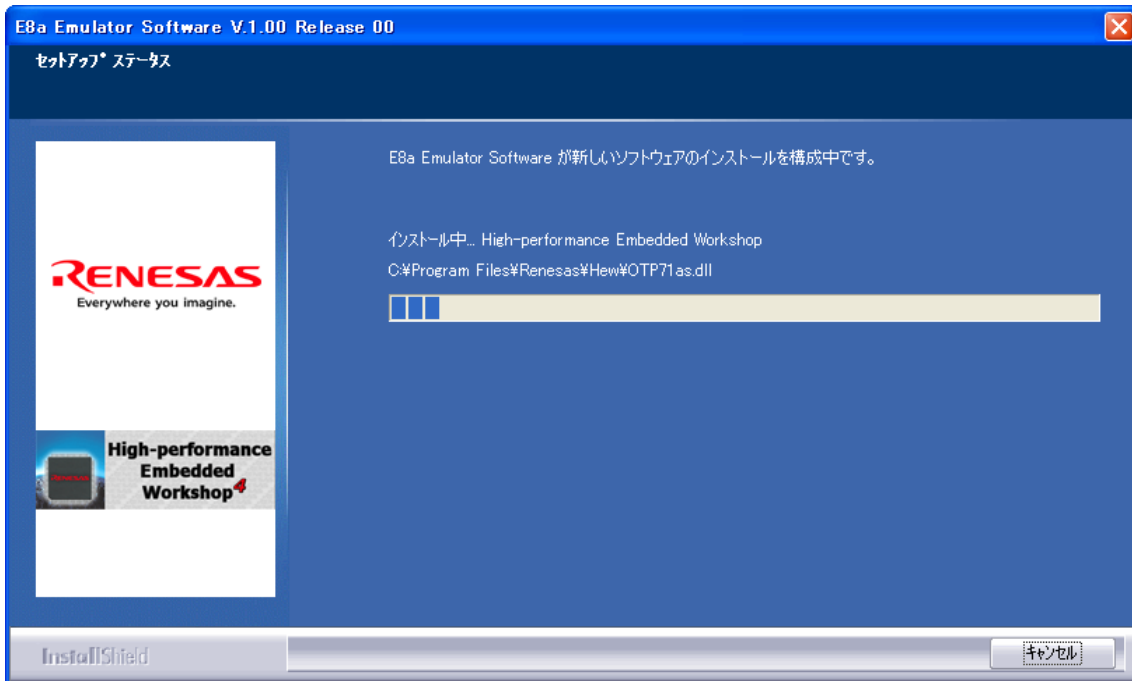 E8a Emulator Software V.1.00 Release 00
ｾｯﾄｱｯﾌﾟ ｽﾃｰﾀｽ
E8a Emulator Software が新しいソフトウェアのインストールを構成中です。
インストール中... High-performance Embedded Workshop
C:¥Program Files¥Renesas¥Hew¥OTP71as.dll
RENESAS
Everywhere you imagine.
High-performance
Embedded
Workshop4
InstallShield
キャンセル